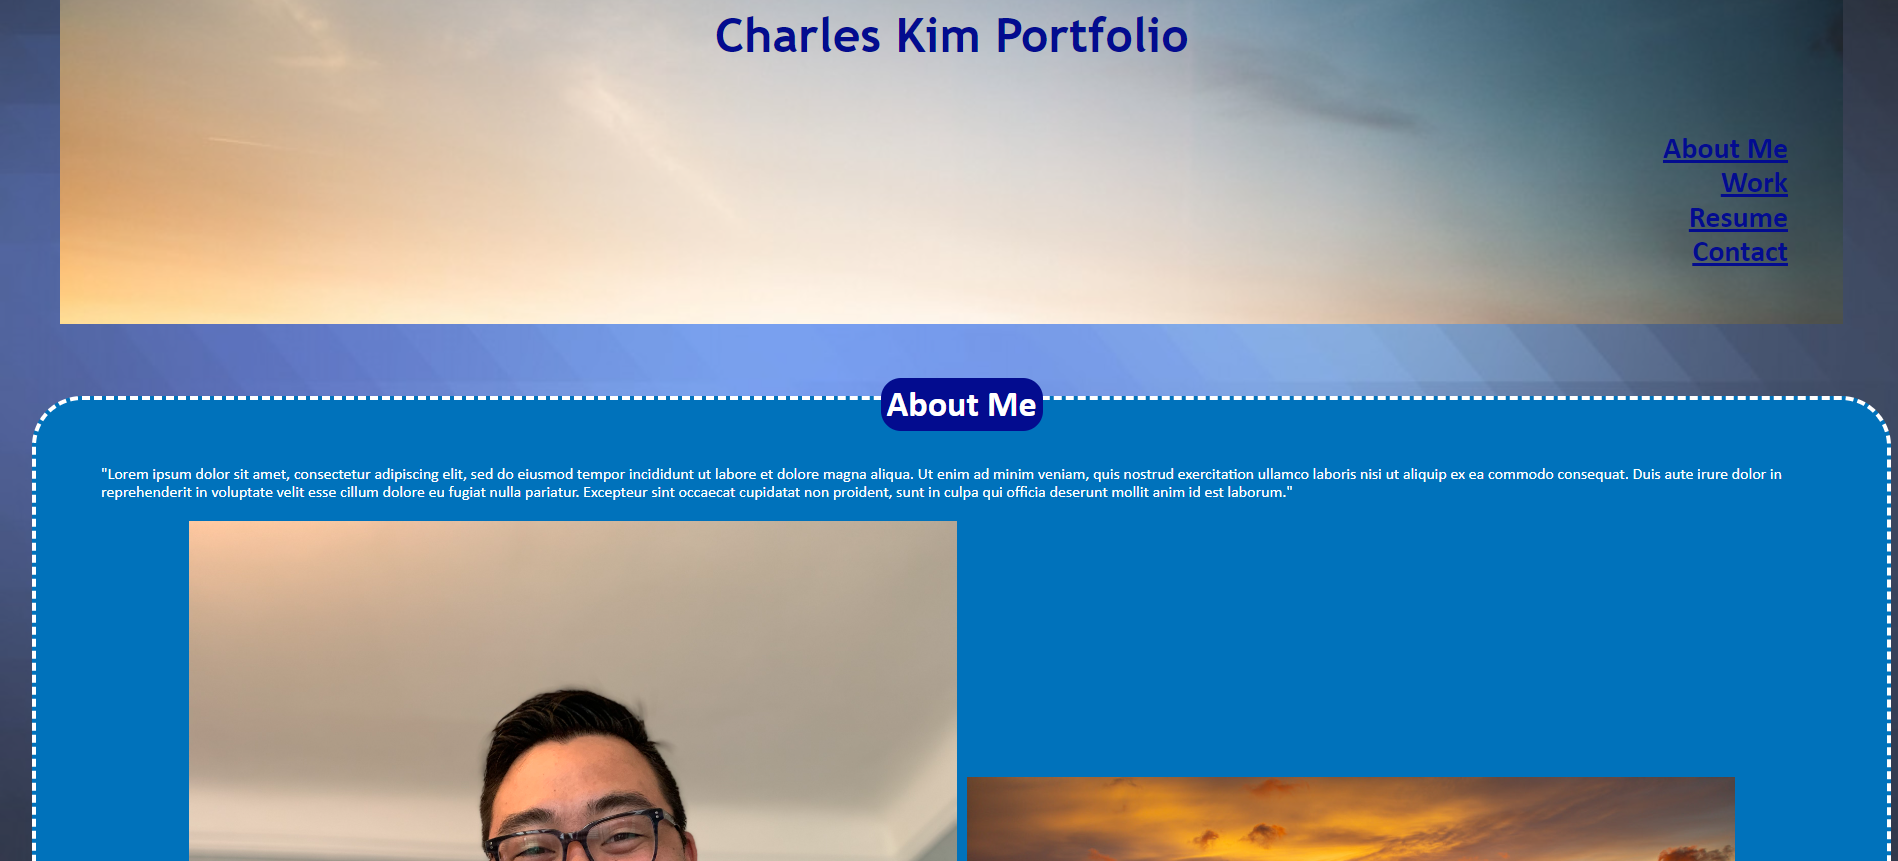 Charles Kim Portfolio
About Me
Work
Resume
Contact
About Me
"Lorem ipsum dolor sit amet, consectetur adipiscing elit, sed do eiusmod tempor incididunt ut labore et dolore magna aliqua. Ut enim ad minim veniam, quis nostrud exercitation ullamco laboris nisi ut aliquip ex ea commodo consequat. Duis aute irure dolor in
reprehenderit in voluptate velit esse cillum dolore eu fugiat nulla pariatur. Excepteur sint occaecat cupidatat non proident, sunt in culpa qui officia deserunt mollit anim id est laborum."